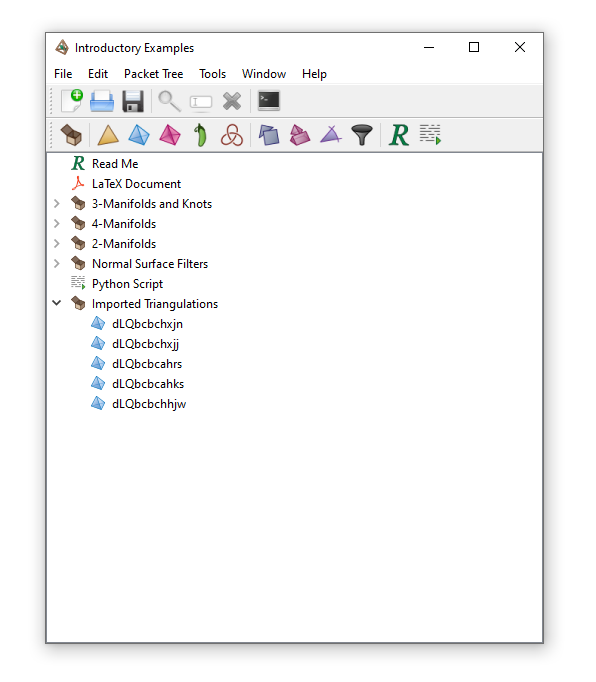 Introductory Examples
File Edit Packet Tree Tools Window Help
R
R Read Me
LaTeX Document
3-Manifolds and Knots
4-Manifolds
2-Manifolds
Normal Surface Filters
Python Script
Imported Triangulations
dLQbcbchxjn
dLQbcbchxjj
dLQbcbcahrs
dLQbcbcahks
dLQbcbchhjw